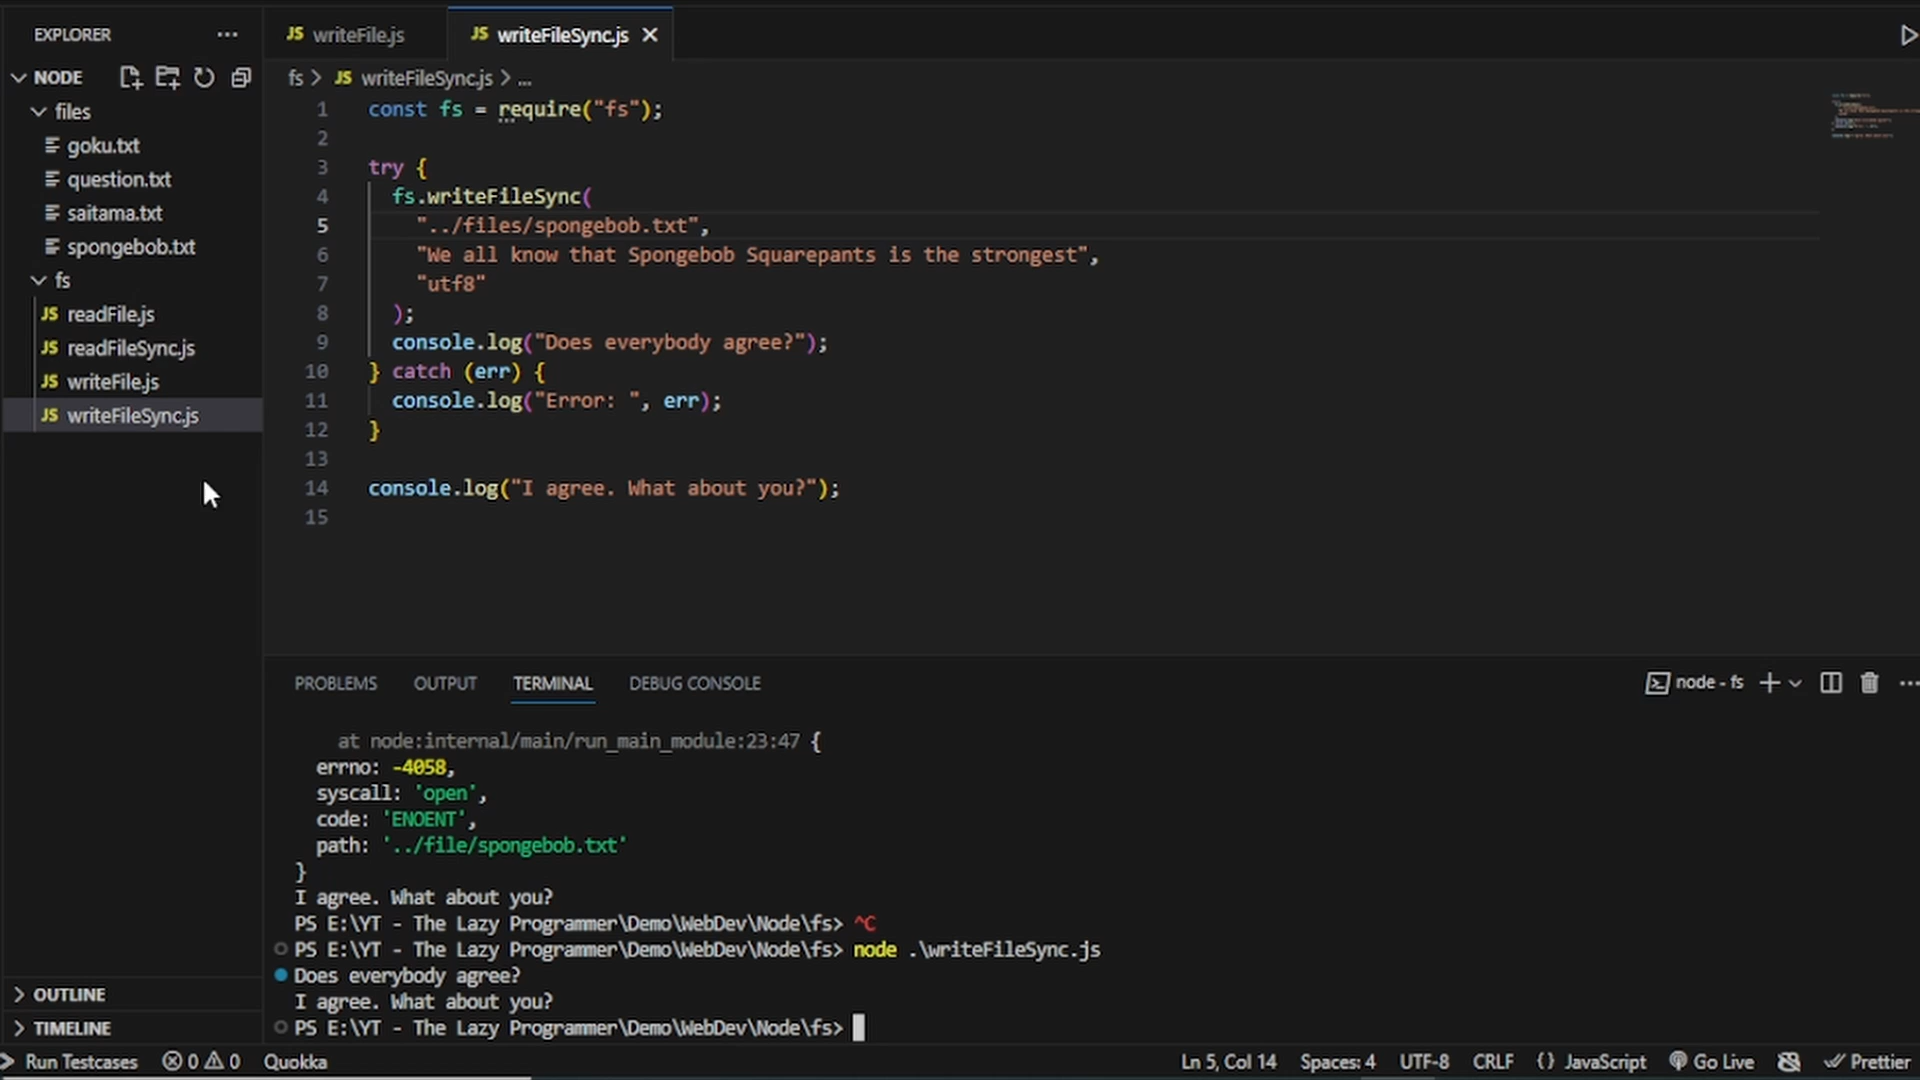 EXPLORER
NODE
files
goku.txt
question.txt
saitama.txt
spongebob.txt
fs
JS readFile.js
JS readFileSync.js
JS writeFile.js
JS writeFileSync.js
OUTLINE
TIMELINE
JS writeFile.js
JS writeFileSync.js
fs > JS writeFileSync.js > ...
1 const fs = require("fs");
2
3 try {
4 fs.writeFileSync(
5 "../files/spongebob.txt",
6 "We all know that Spongebob Squarepants is the strongest",
7 "utf8"
8 );
9 console.log("Does everybody agree?");
10 } catch (err) {
11 console.log("Error: ", err);
12 }
13
14 console.log("I agree. What about you?");
15
PROBLEMS OUTPUT TERMINAL DEBUG CONSOLE
node - fs
at node:internal/main/run_main_module:23:47 {
errno: -4058,
syscall: 'open',
code: 'ENOENT',
path: '../file/spongebob.txt'
}
I agree. What about you?
PS E:\YT - The Lazy Programmer\Demo\WebDev\Node\fs> ^C
PS E:\YT - The Lazy Programmer\Demo\WebDev\Node\fs> node .\writeFileSync.js
Does everybody agree?
I agree. What about you?
PS E:\YT - The Lazy Programmer\Demo\WebDev\Node\fs>
Run Testcases 0 0 Quokka Ln 5, Col 14 Spaces: 4 UTF-8 CRLF {} JavaScript Go Live Prettier